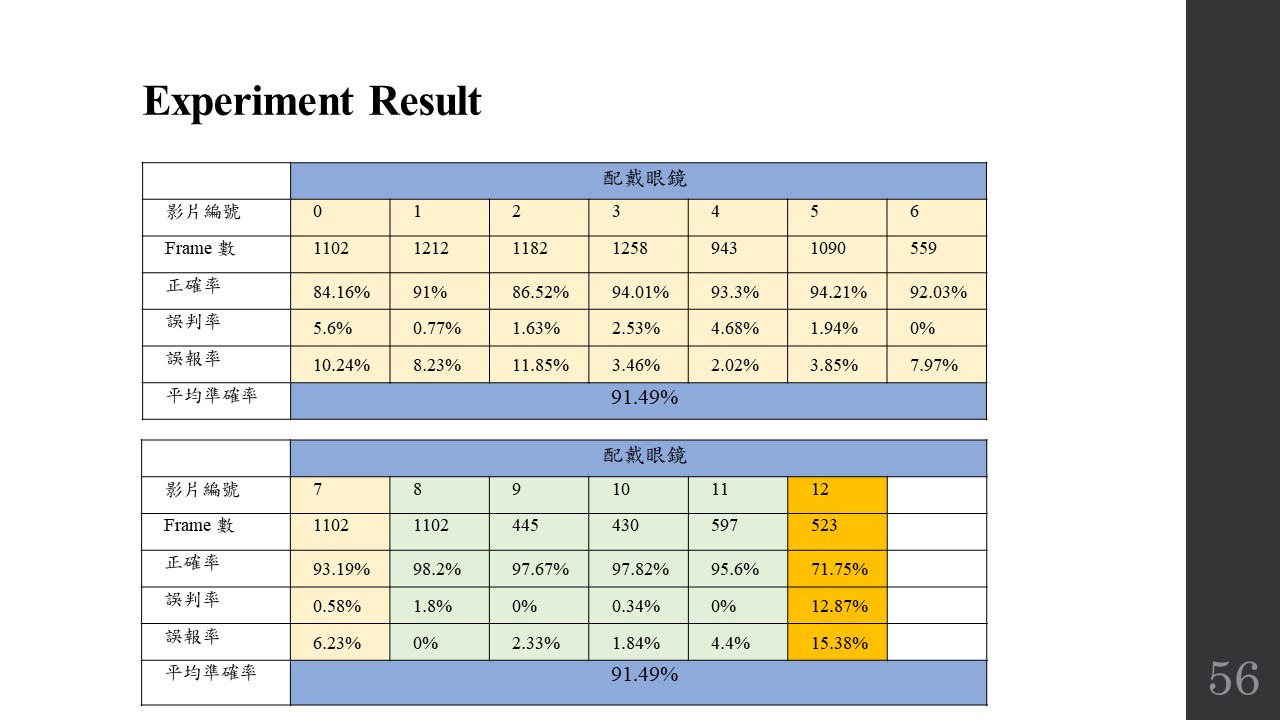 Experiment Result
配戴眼鏡
影片編號 0 1 2 3 4 5 6
Frame 數 1102 1212 1182 1258 943 1090 559
正確率 84.16% 91% 86.52% 94.01% 93.3% 94.21% 92.03%
誤判率 5.6% 0.77% 1.63% 2.53% 4.68% 1.94% 0%
誤報率 10.24% 8.23% 11.85% 3.46% 2.02% 3.85% 7.97%
平均準確率 91.49%
配戴眼鏡
影片編號 7 8 9 10 11 12
Frame 數 1102 1102 445 430 597 523
正確率 93.19% 98.2% 97.67% 97.82% 95.6% 71.75%
誤判率 0.58% 1.8% 0% 0.34% 0% 12.87%
誤報率 6.23% 0% 2.33% 1.84% 4.4% 15.38%
平均準確率 91.49%
56